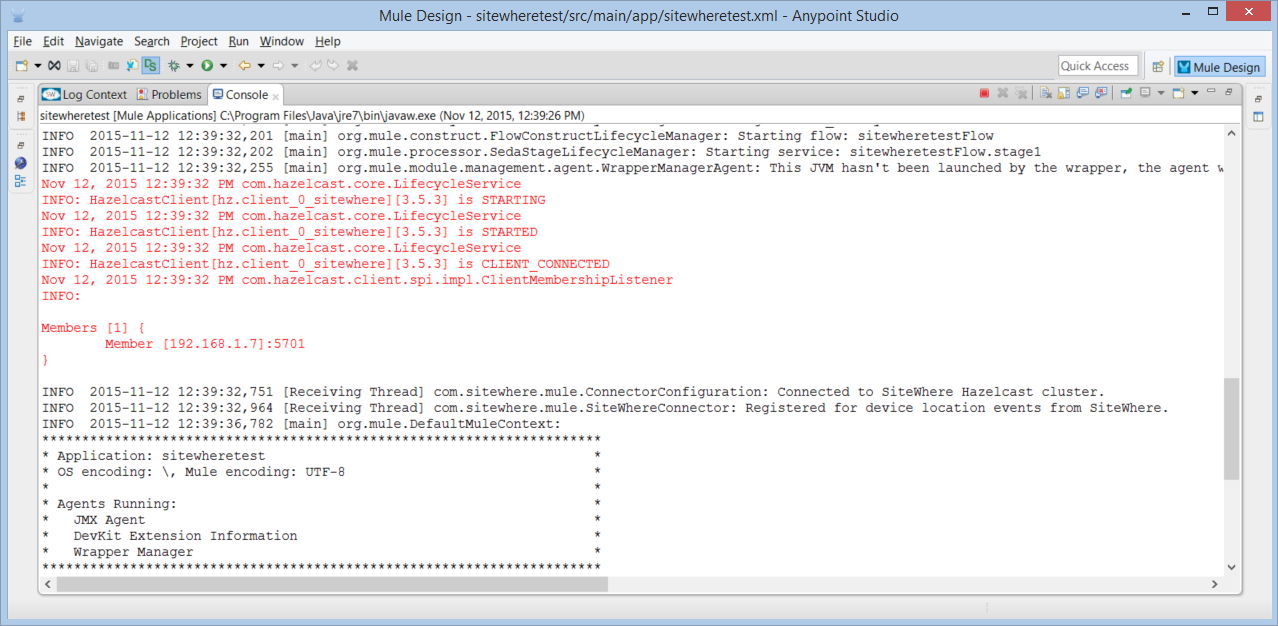 Mule Design - sitewheretest/src/main/app/sitewheretest.xml - Anypoint Studio
File Edit Navigate Search Project Run Window Help
DS
Quick Access
Mule Design
SW Log Context Problems Console
sitewheretest [Mule Applications] C:\Program Files\Java\jre7\bin\javaw.exe (Nov 12, 2015, 12:39:26 PM)
INFO  2015-11-12 12:39:32,201 [main] org.mule.construct.FlowConstructLifecycleManager: Starting flow: sitewheretestFlow
INFO  2015-11-12 12:39:32,202 [main] org.mule.processor.SedaStageLifecycleManager: Starting service: sitewheretestFlow.stage1
INFO  2015-11-12 12:39:32,255 [main] org.mule.module.management.agent.WrapperManagerAgent: This JVM hasn't been launched by the wrapper, the agent w
Nov 12, 2015 12:39:32 PM com.hazelcast.core.LifecycleService
INFO: HazelcastClient[hz.client_0_sitewhere][3.5.3] is STARTING
Nov 12, 2015 12:39:32 PM com.hazelcast.core.LifecycleService
INFO: HazelcastClient[hz.client_0_sitewhere][3.5.3] is STARTED
Nov 12, 2015 12:39:32 PM com.hazelcast.core.LifecycleService
INFO: HazelcastClient[hz.client_0_sitewhere][3.5.3] is CLIENT_CONNECTED
Nov 12, 2015 12:39:32 PM com.hazelcast.client.spi.impl.ClientMembershipListener
INFO:
Members [1] {
        Member [192.168.1.7]:5701
}
INFO  2015-11-12 12:39:32,751 [Receiving Thread] com.sitewhere.mule.ConnectorConfiguration: Connected to SiteWhere Hazelcast cluster.
INFO  2015-11-12 12:39:32,964 [Receiving Thread] com.sitewhere.mule.SiteWhereConnector: Registered for device location events from SiteWhere.
INFO  2015-11-12 12:39:36,782 [main] org.mule.DefaultMuleContext:
**********************************************************************
* Application: sitewheretest                                         *
* OS encoding: \, Mule encoding: UTF-8                               *
*                                                                    *
* Agents Running:                                                    *
*   JMX Agent                                                        *
*   DevKit Extension Information                                     *
*   Wrapper Manager                                                  *
**********************************************************************